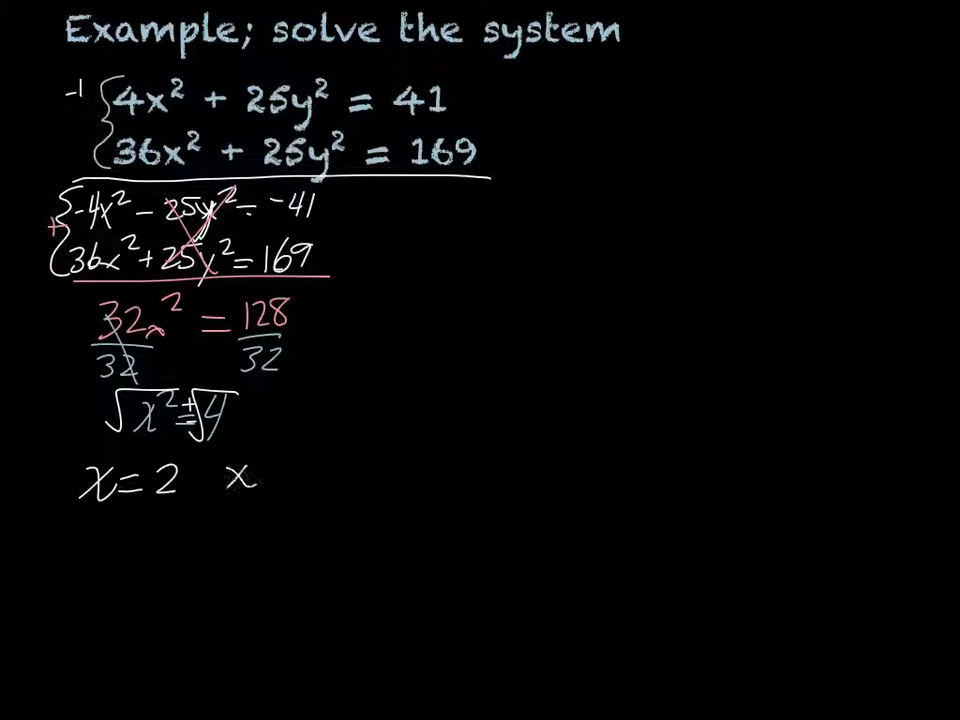 Example; solve the system
-1 { 4x² + 25y² = 41
36x² + 25y² = 169
+ { -4x² - 25y² = -41
36x² + 25y² = 169
32x² = 128
32 32
√x² = ±√4
x = 2 x